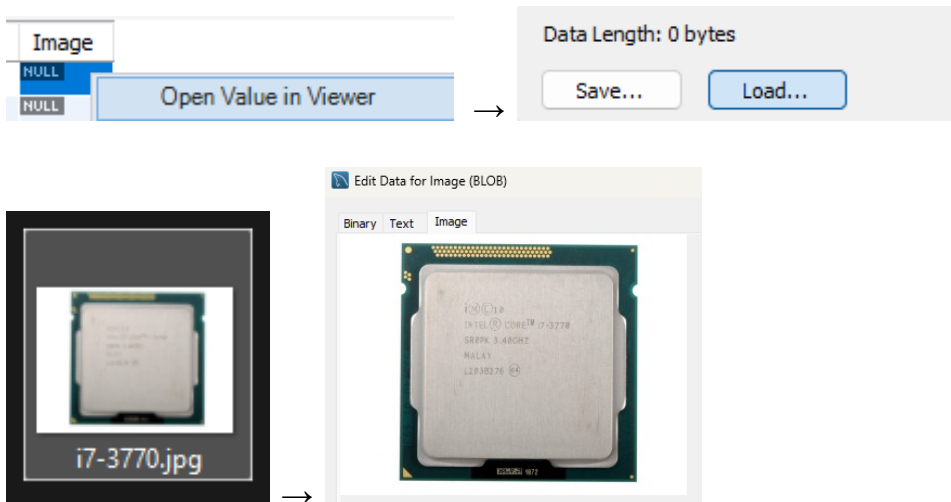 Image
NULL
NULL
Open Value in Viewer
→
Data Length: 0 bytes
Save...
Load...
i7-3770.jpg
→
Edit Data for Image (BLOB)
Binary Text Image
i Ⓜ Ⓒ 10
INTEL® CORE™ i7-3770
SR0PK 3.40GHZ
MALAY